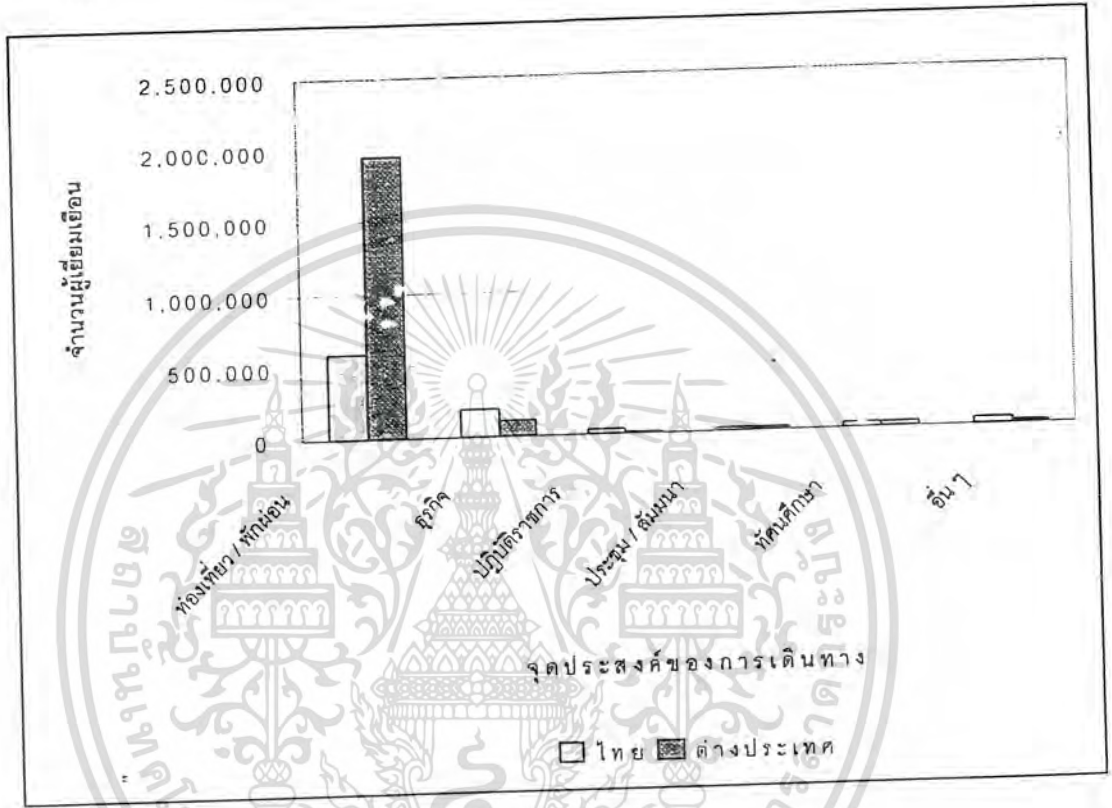 จำนวนผู้เยี่ยมเยือน
2.500.000
2.000.000
1.500.000
1.000.000
500.000
0
ท่องเที่ยว / พักผ่อน
ธุรกิจ
ปฏิบัติราชการ
ประชุม / สัมมนา
ทัศนศึกษา
อื่น ๆ
จุดประสงค์ของการเดินทาง
ไทย ต่างประเทศ